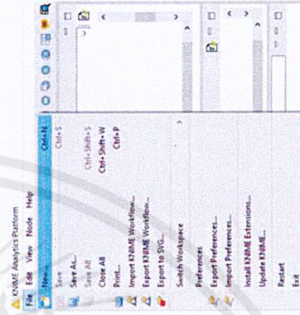 KNIME Analytics Platform
File Edit View Node Help
New... Ctrl+N
Save Ctrl+S
Save As...
Save All Ctrl+Shift+S
Close All Ctrl+Shift+W
Print... Ctrl+P
Import KNIME Workflow...
Export KNIME Workflow...
Export to SVG...
Switch Workspace
Preferences
Export Preferences...
Import Preferences...
Install KNIME Extensions...
Update KNIME...
Restart
Exit